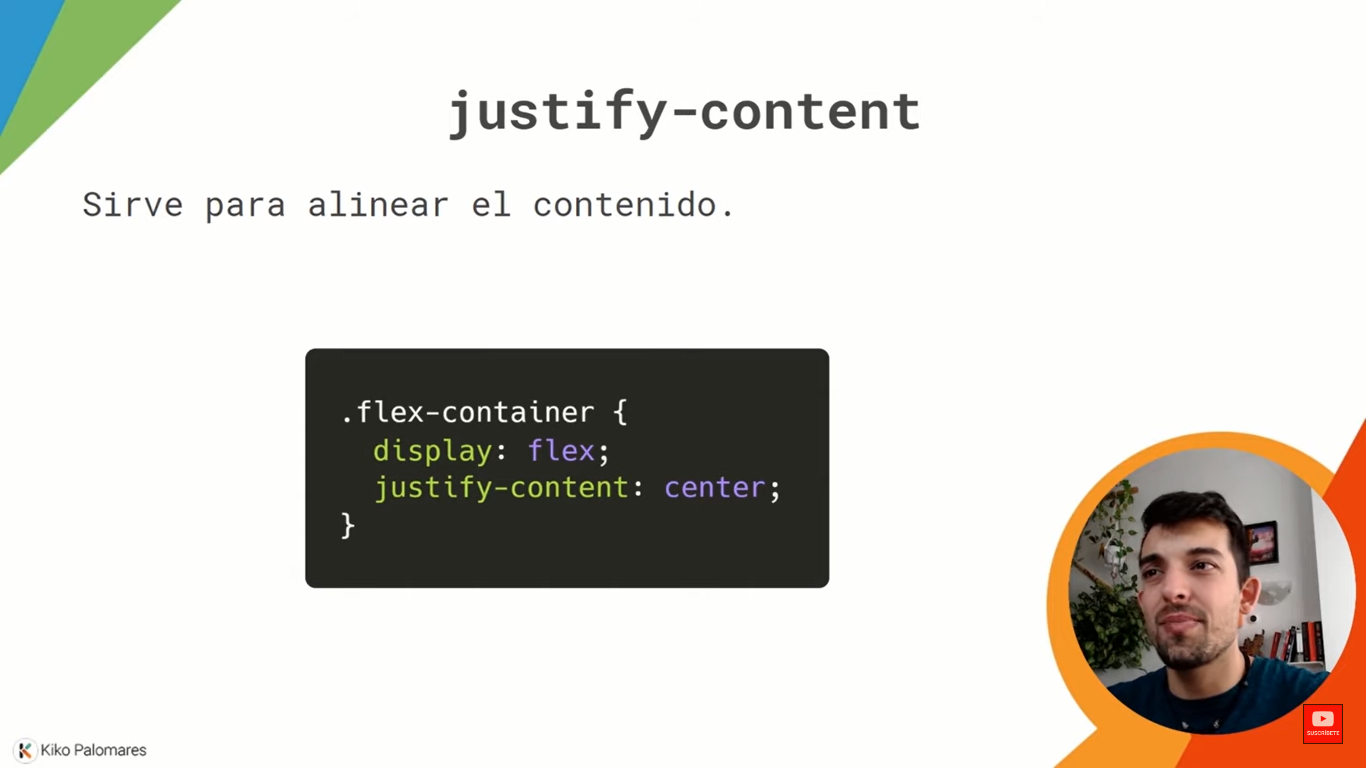 justify-content
Sirve para alinear el contenido.
.flex-container {
display: flex;
justify-content: center;
}
Kiko Palomares
SUSCRÍBETE